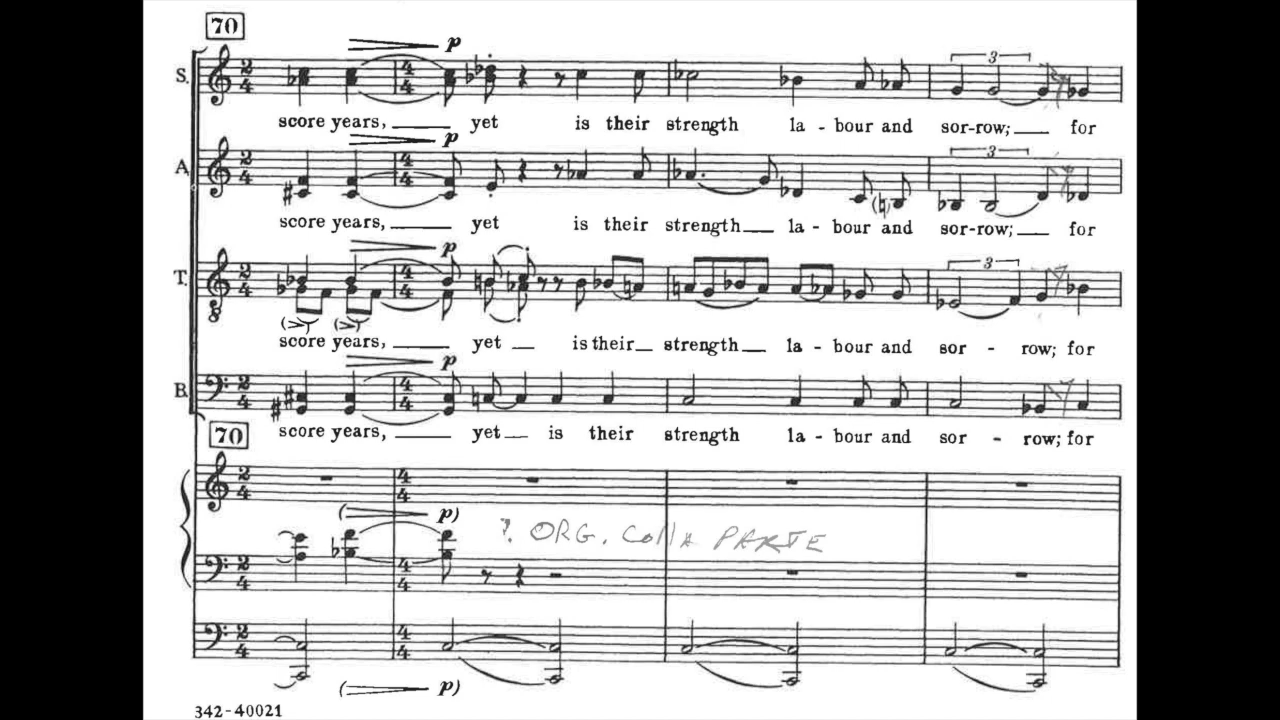 70
p
S.
score years, yet is their strength la - bour and sor-row; for
p
A
score years, yet is their strength la - bour and sor-row; for
p
T.
score years, yet is their strength la - bour and sor - row; for
p
B.
score years, yet is their strength la - bour and sor - row; for
70
(p)
? ORG. Colla PARTE
(p)
342-40021